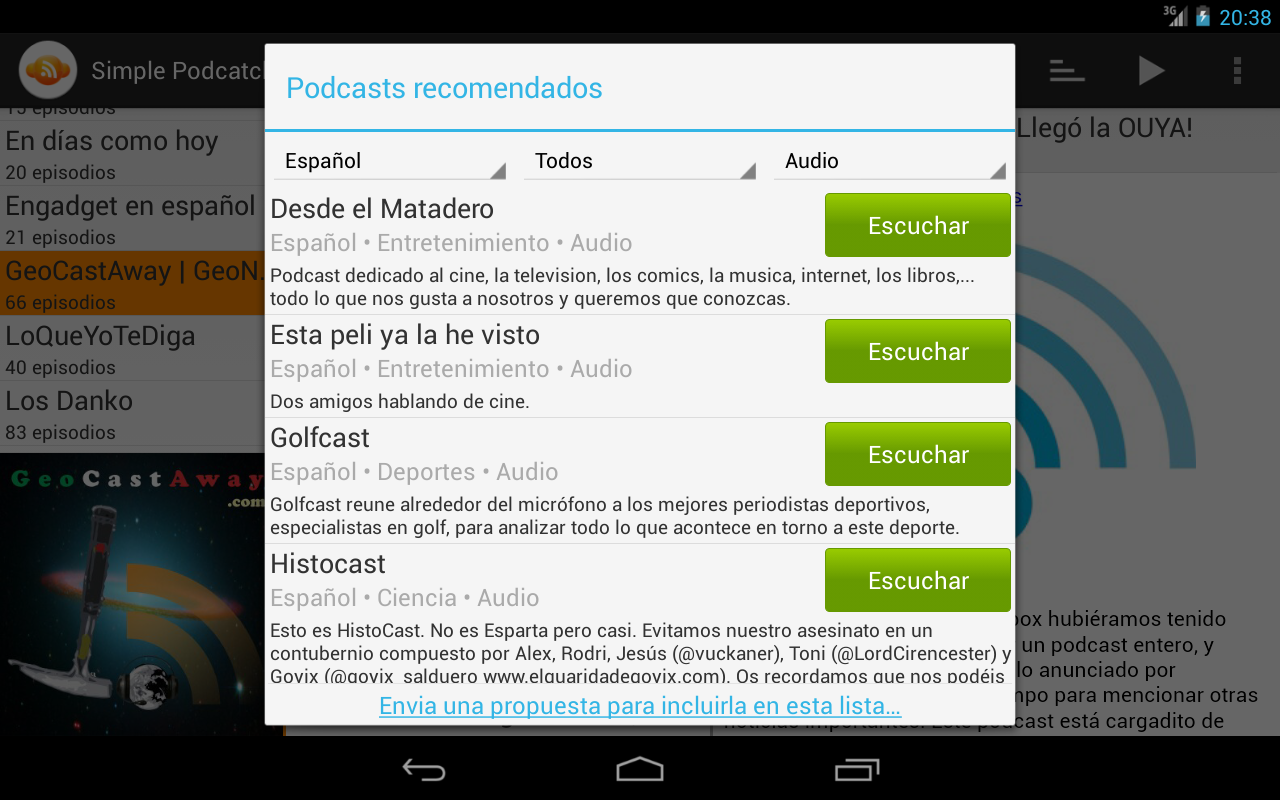 3G 20:38
Simple Podcatc
Podcasts recomendados
Español Todos Audio
Desde el Matadero
Español • Entretenimiento • Audio
Escuchar
Podcast dedicado al cine, la television, los comics, la musica, internet, los libros,...
todo lo que nos gusta a nosotros y queremos que conozcas.
Esta peli ya la he visto
Español • Entretenimiento • Audio
Escuchar
Dos amigos hablando de cine.
Golfcast
Español • Deportes • Audio
Escuchar
Golfcast reune alrededor del micrófono a los mejores periodistas deportivos,
especialistas en golf, para analizar todo lo que acontece en torno a este deporte.
Histocast
Español • Ciencia • Audio
Escuchar
Esto es HistoCast. No es Esparta pero casi. Evitamos nuestro asesinato en un
contubernio compuesto por Alex, Rodri, Jesús (@vuckaner), Toni (@LordCirencester) y
Govix (@govix_salduero www.elguaridadegovix.com). Os recordamos que nos podéis
Envia una propuesta para incluirla en esta lista...
episodios
En días como hoy
20 episodios
Engadget en español
21 episodios
GeoCastAway | GeoN.
66 episodios
LoQueYoTeDiga
40 episodios
Los Danko
83 episodios
GeoCastAway
.com
Llegó la OUYA!
s
box hubiéramos tenido
un podcast entero, y
lo anunciado por
mpo para mencionar otras
noticias importantes. Este podcast está cargadito de